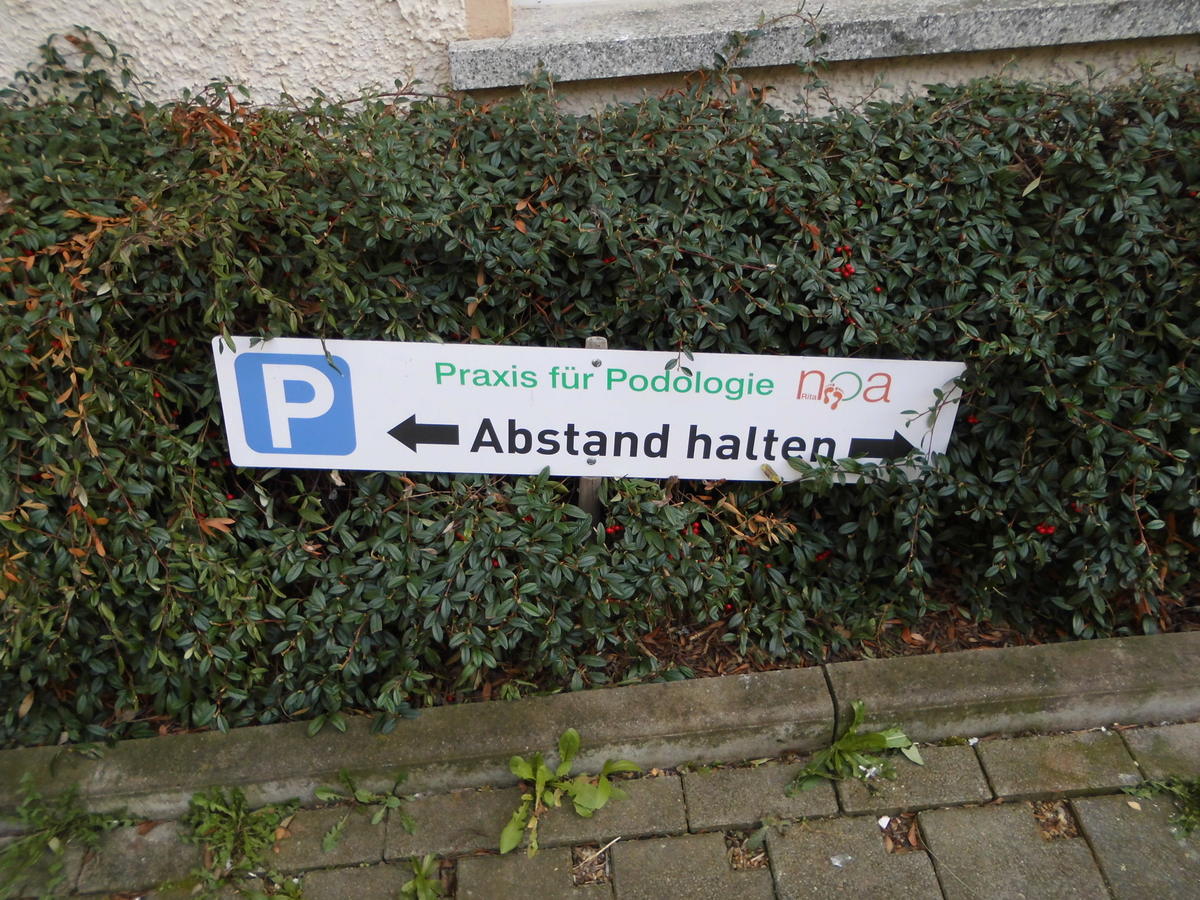 P
Praxis für Podologie
Rita noa
Abstand halten